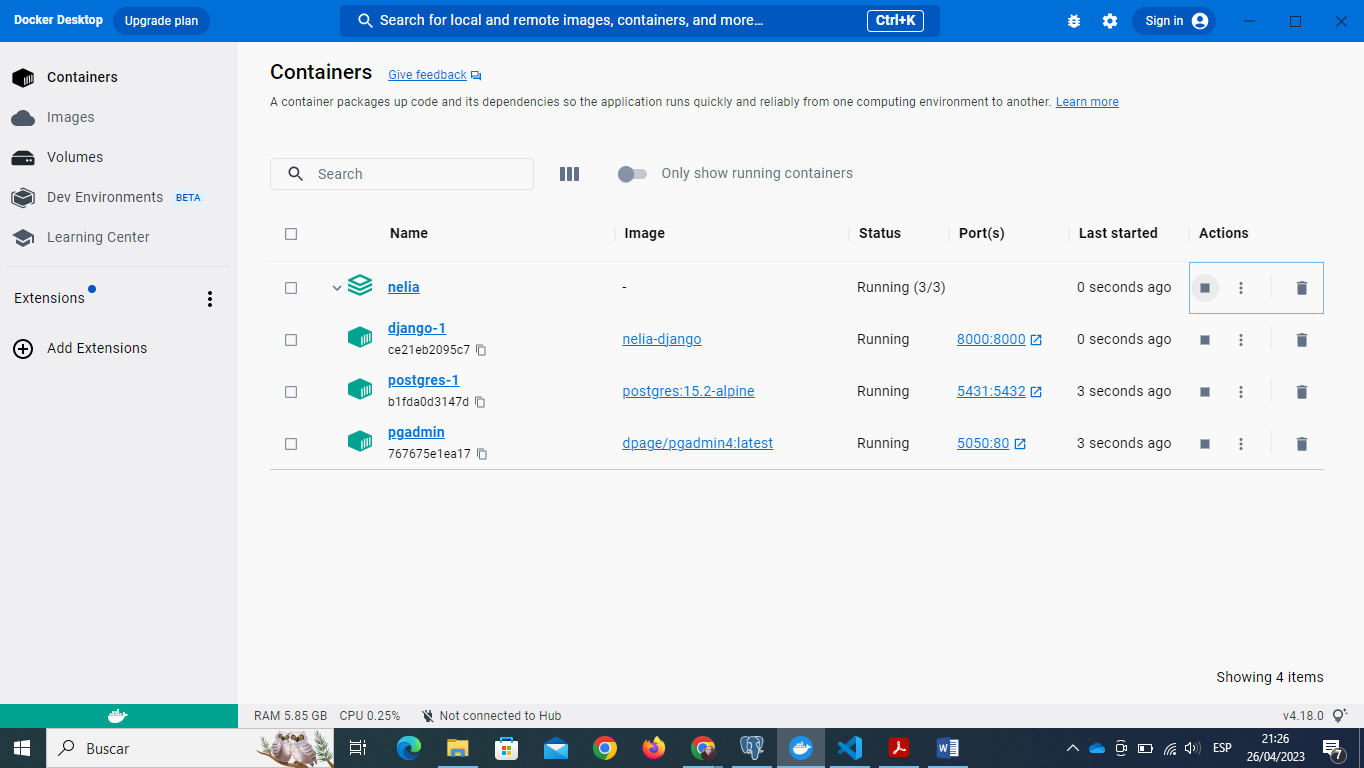 Docker Desktop Upgrade plan Search for local and remote images, containers, and more... Ctrl+K Sign in
Containers
Images
Volumes
Dev Environments BETA
Learning Center
Extensions
Add Extensions
Containers Give feedback
A container packages up code and its dependencies so the application runs quickly and reliably from one computing environment to another. Learn more
Search Only show running containers
Name Image Status Port(s) Last started Actions
nelia - Running (3/3) 0 seconds ago
django-1 nelia-django Running 8000:8000 0 seconds ago
ce21eb2095c7
postgres-1 postgres:15.2-alpine Running 5431:5432 3 seconds ago
b1fda0d3147d
pgadmin dpage/pgadmin4:latest Running 5050:80 3 seconds ago
767675e1ea17
Showing 4 items
RAM 5.85 GB CPU 0.25% Not connected to Hub v4.18.0
Buscar ESP 21:26
26/04/2023 7